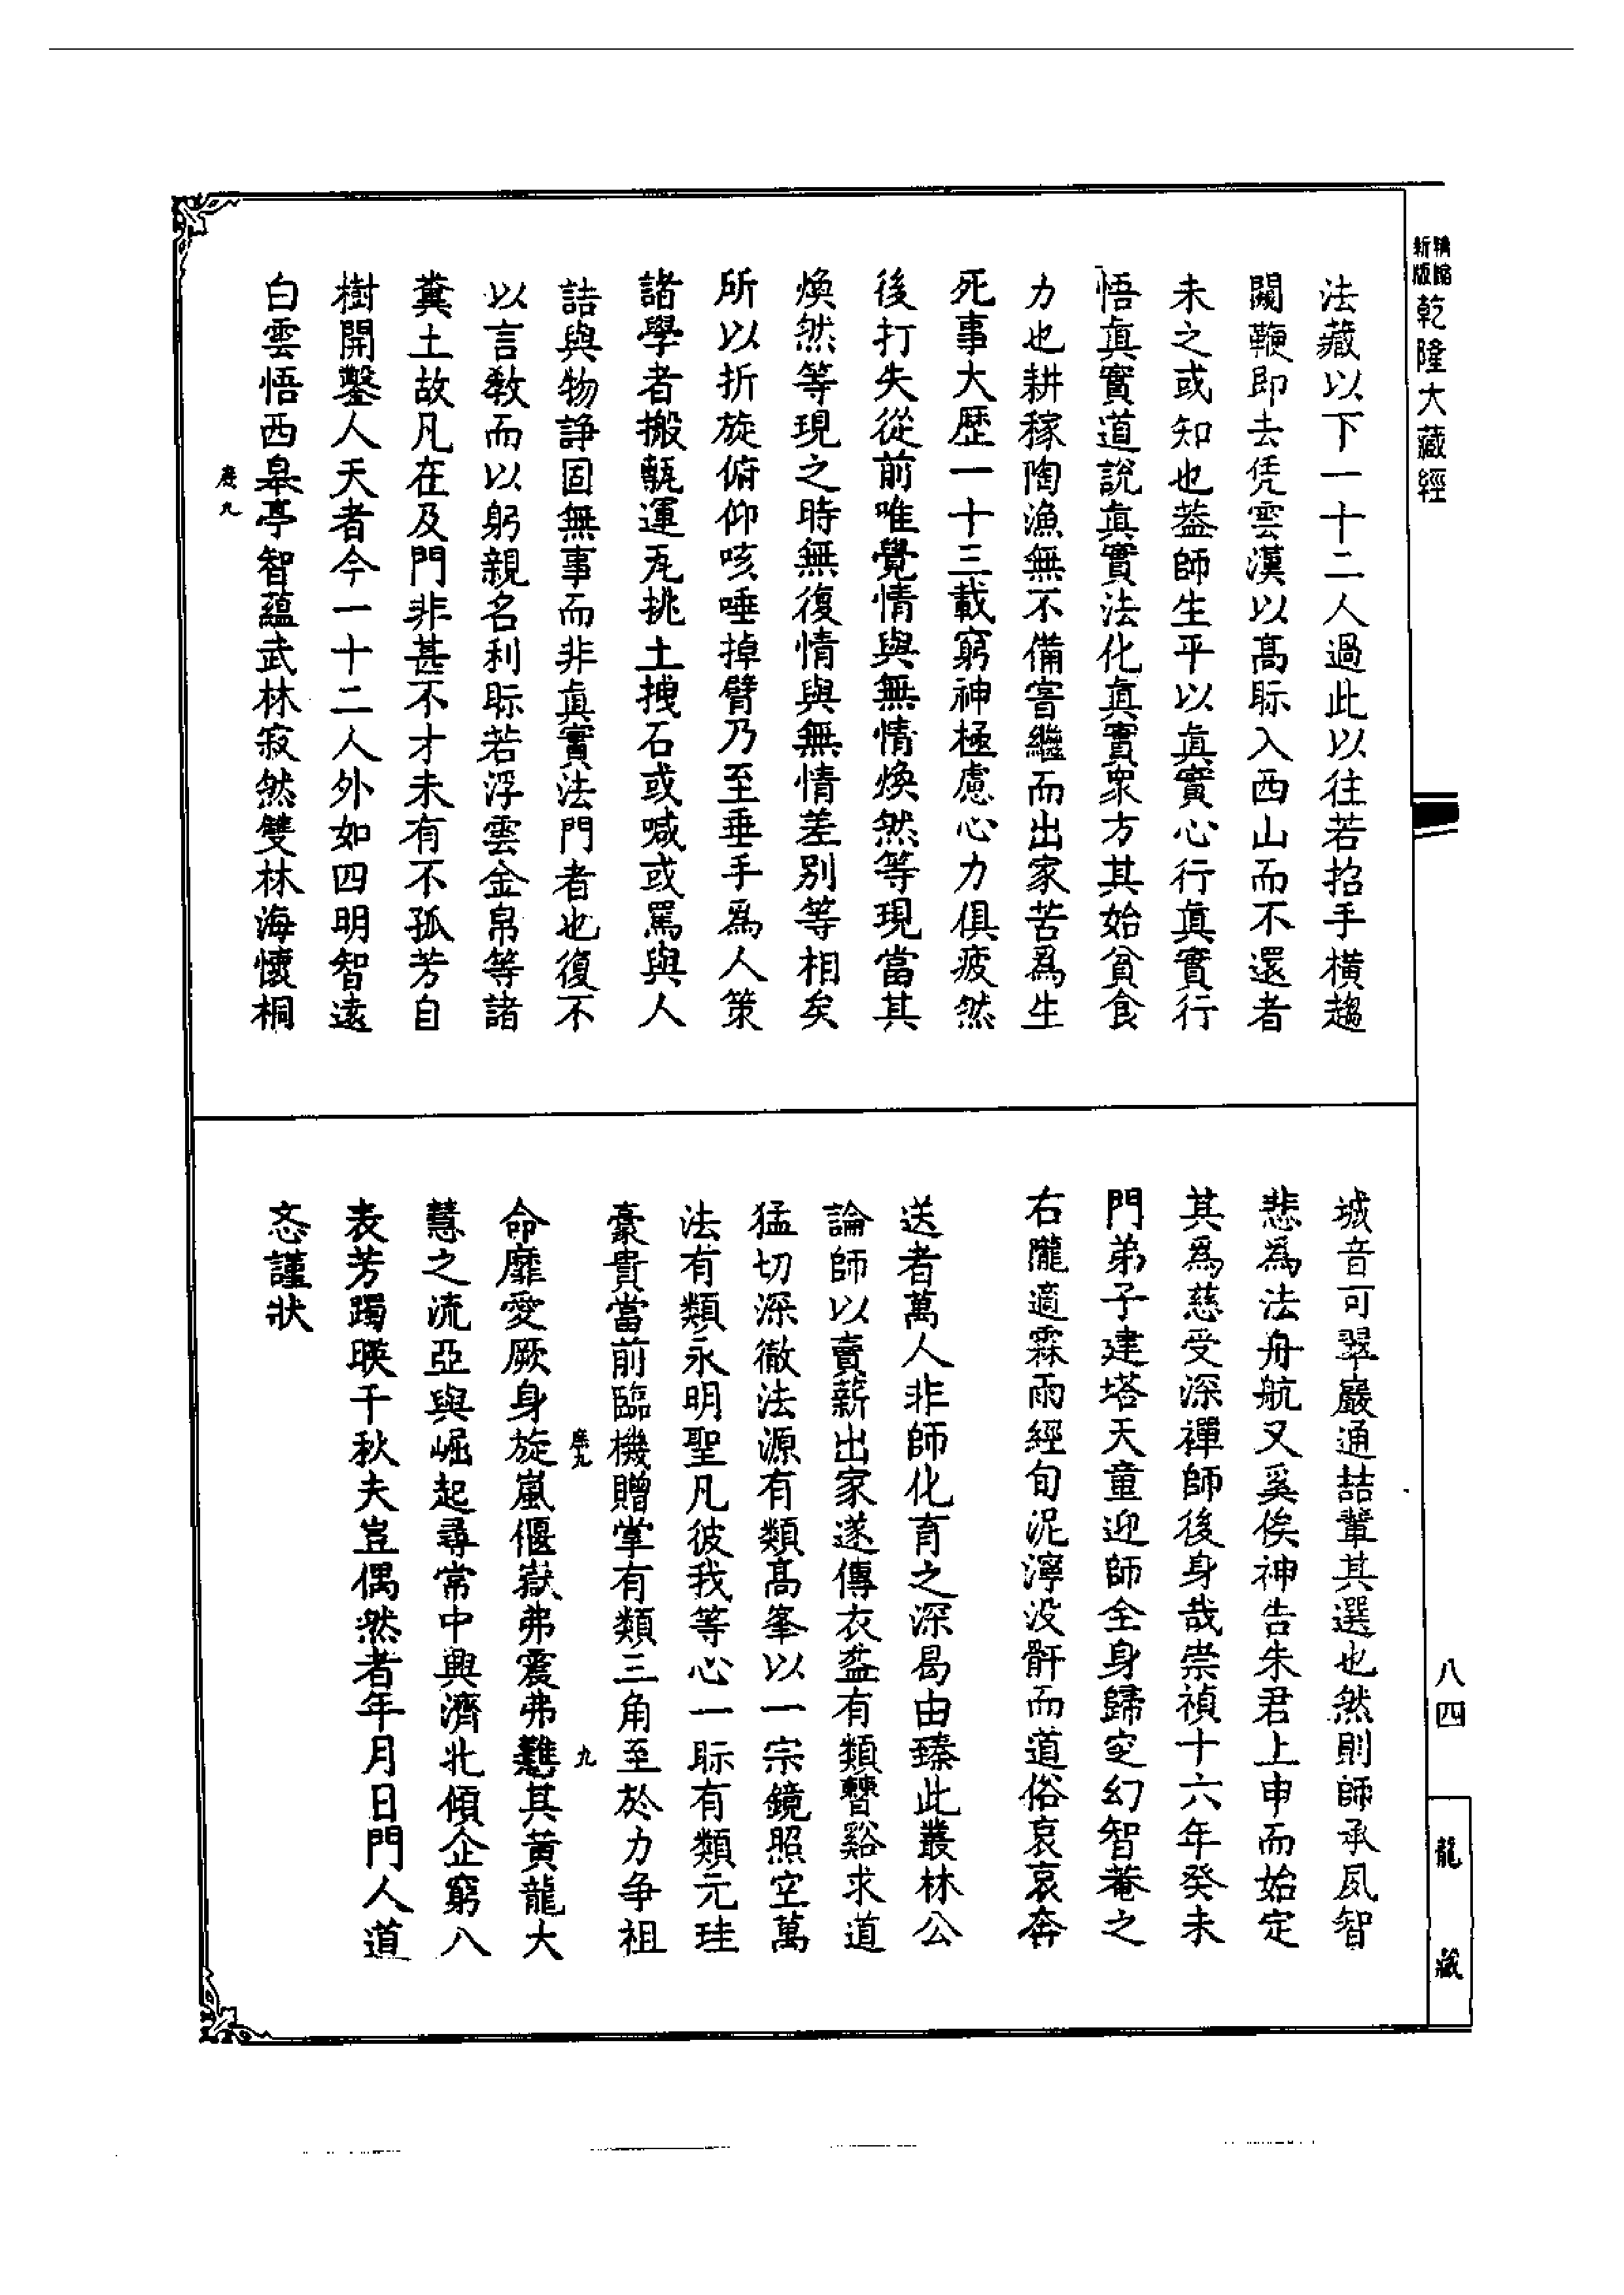 新版精縮乾隆大藏經
法藏以下一十二人過此以往若招手橫趨
闊鞭即去凭雲漢以高眎入西山而不還者
未之或知也葢師生平以真實心行真實行
悟真實道說真實法化真實眾方其始貧食
力也耕稼陶漁無不備嘗繼而出家苦爲生
死事大歷一十三載窮神極慮心力俱疲然
後打失從前唯覺情與無情煥然等現當其
煥然等現之時無復情與無情差別等相矣
所以折旋俯仰咳唾掉臂乃至垂手爲人策
諸學者搬甎運瓦挑土拽石或喊或罵與人
詰與物諍固無事而非真實法門者也復不
以言教而以躬親名利眎若浮雲金帛等諸
糞土故凡在及門非甚不才未有不孤芳自
樹開鑿人天者今一十二人外如四明智遠
白雲悟西皋亭智蘊武林寂然雙林海懷桐
九
城音可翠巖通喆輩其選也然則師承夙智
悲爲法舟航又奚俟神告朱君上申而始定
其爲慈受深禪師後身哉崇禎十六年癸未
門弟子建塔天童迎師全身歸窆幻智菴之
右隴適霖雨經旬泥濘没骭而道俗哀哀奔
送者萬人非師化育之深曷由臻此叢林公
論師以賣薪出家遂傳衣盋有類曹谿求道
猛切深徹法源有類高峯以一宗鏡照空萬
法有類永明聖凡彼我等心一眎有類元珪
豪貴當前臨機贈掌有類三角至於力争祖
九
九
命靡愛厥身旋嵐偃嶽弗震弗戁其黃龍大
慧之流亞與崛起尋常中興濟北傾企窮八
表芳躅暎千秋夫豈偶然者年月日門人道
忞謹狀
八四
龍藏